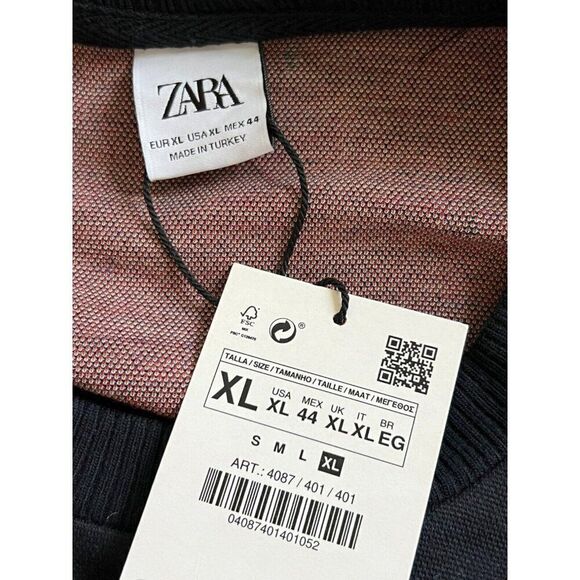 ZARA
EUR XL USA XL MEX 44
MADE IN TURKEY
FSC
MIX
®
TALLA / SIZE / TAMANHO / TAILLE / MAAT / ΜΕΓΕΘΟΣ
USA MEX UK IT BR
XL XL 44 XL XL EG
S M L XL
ART.: 4087 / 401 / 401
04087401401052